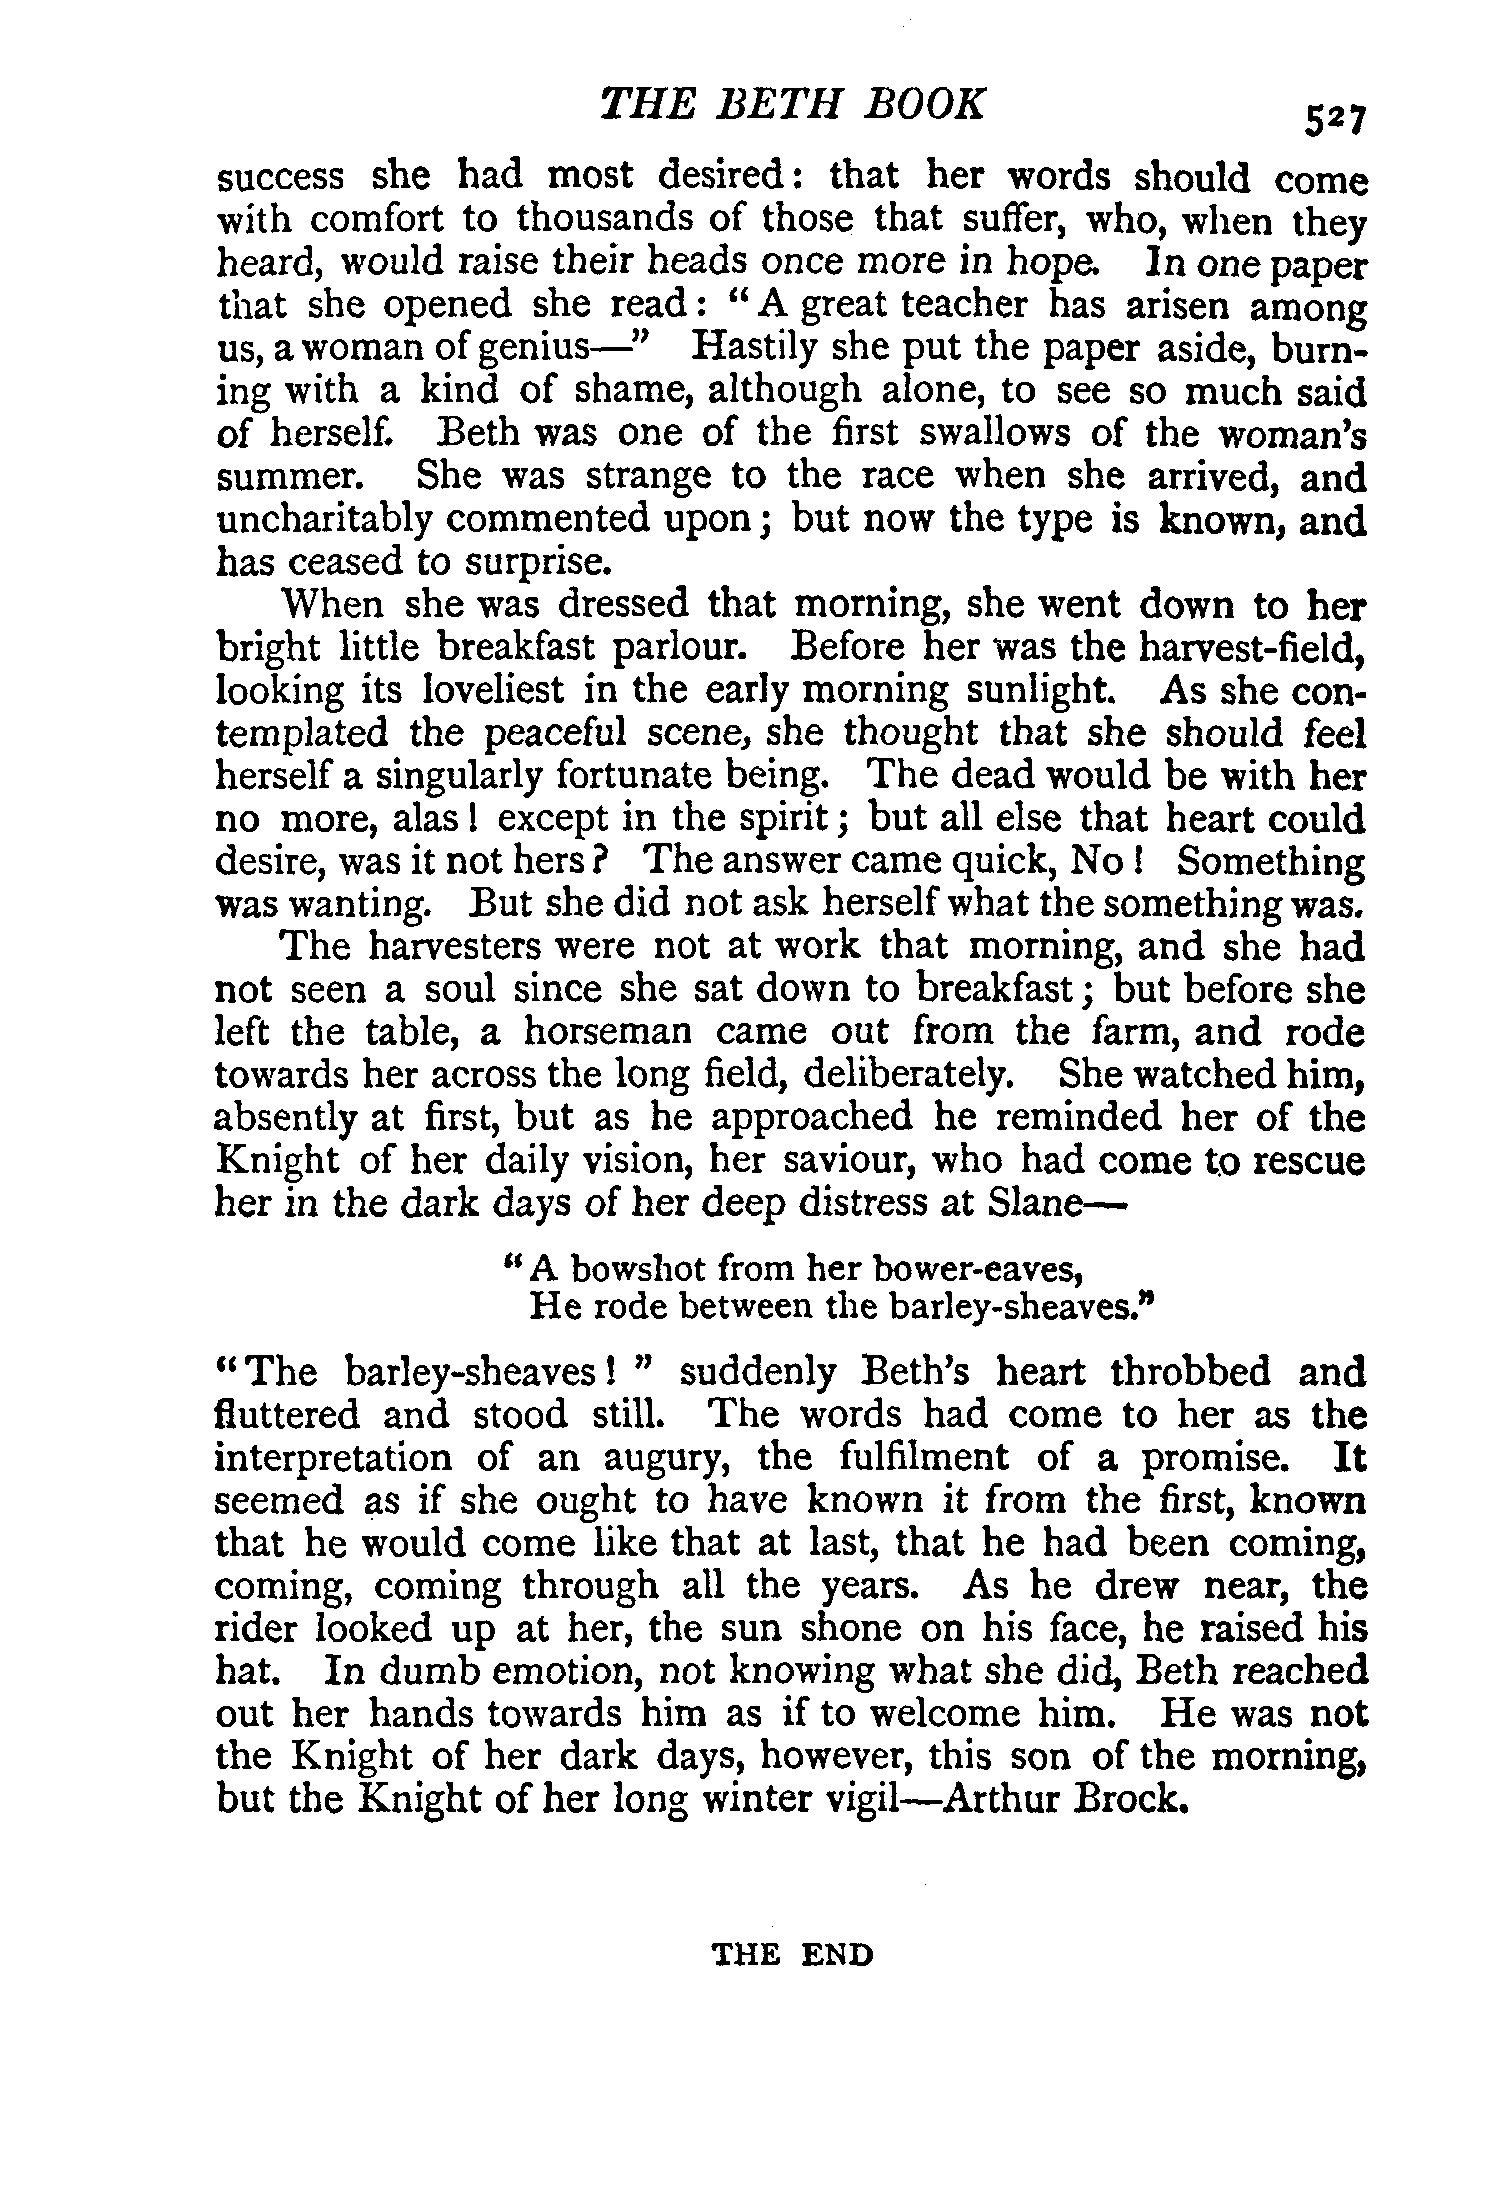 THE BETH BOOK 527
success she had most desired: that her words should come
with comfort to thousands of those that suffer, who, when they
heard, would raise their heads once more in hope. In one paper
that she opened she read: “A great teacher has arisen among
us, a woman of genius—” Hastily she put the paper aside, burn-
ing with a kind of shame, although alone, to see so much said
of herself. Beth was one of the first swallows of the woman's
summer. She was strange to the race when she arrived, and
uncharitably commented upon; but now the type is known, and
has ceased to surprise.
When she was dressed that morning, she went down to her
bright little breakfast parlour. Before her was the harvest-field,
looking its loveliest in the early morning sunlight. As she con-
templated the peaceful scene, she thought that she should feel
herself a singularly fortunate being. The dead would be with her
no more, alas! except in the spirit; but all else that heart could
desire, was it not hers? The answer came quick, No! Something
was wanting. But she did not ask herself what the something was.
The harvesters were not at work that morning, and she had
not seen a soul since she sat down to breakfast; but before she
left the table, a horseman came out from the farm, and rode
towards her across the long field, deliberately. She watched him,
absently at first, but as he approached he reminded her of the
Knight of her daily vision, her saviour, who had come to rescue
her in the dark days of her deep distress at Slane—
“A bowshot from her bower-eaves,
He rode between the barley-sheaves.”
“The barley-sheaves!” suddenly Beth's heart throbbed and
fluttered and stood still. The words had come to her as the
interpretation of an augury, the fulfilment of a promise. It
seemed as if she ought to have known it from the first, known
that he would come like that at last, that he had been coming,
coming, coming through all the years. As he drew near, the
rider looked up at her, the sun shone on his face, he raised his
hat. In dumb emotion, not knowing what she did, Beth reached
out her hands towards him as if to welcome him. He was not
the Knight of her dark days, however, this son of the morning,
but the Knight of her long winter vigil—Arthur Brock.
THE END